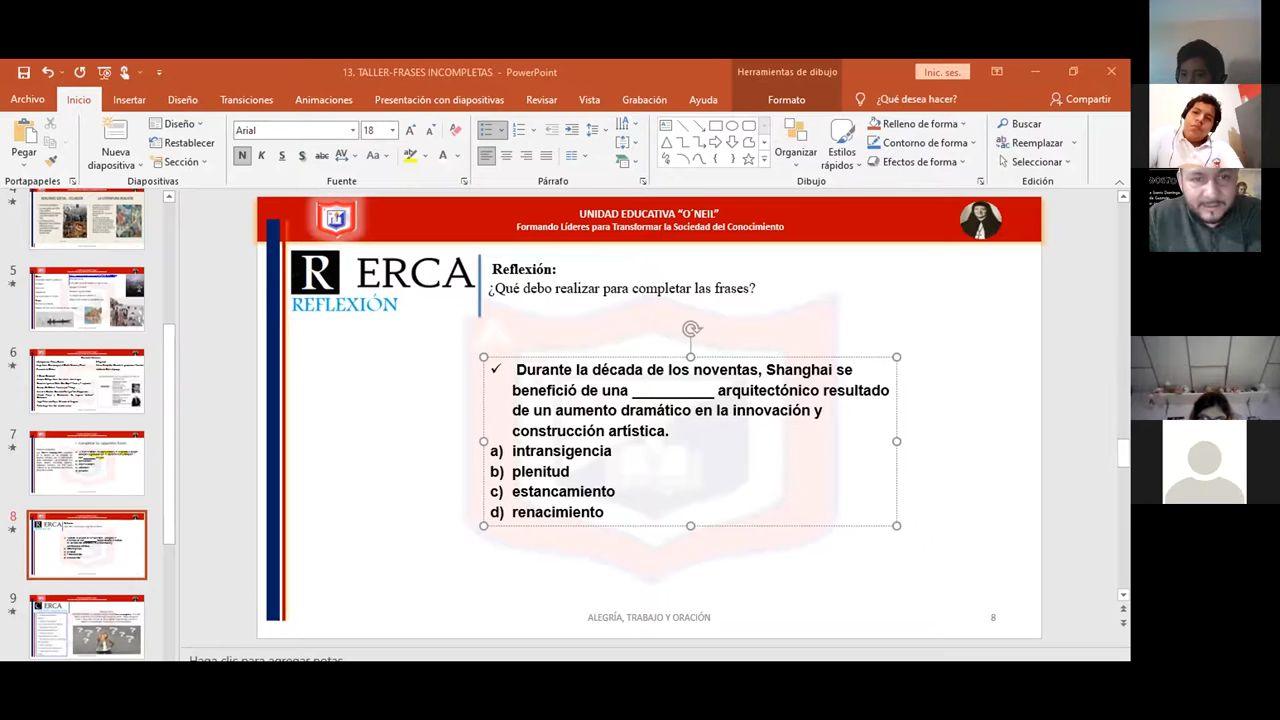 13. TALLER-FRASES INCOMPLETAS - PowerPoint
Herramientas de dibujo
Inic. ses.
Archivo
Inicio
Insertar
Diseño
Transiciones
Animaciones
Presentación con diapositivas
Revisar
Vista
Grabación
Ayuda
Formato
¿Qué desea hacer?
Compartir
Pegar
Nueva
diapositiva
Diseño
Restablecer
Sección
Arial
18
N K S S abc AV Aa A
Organizar
Estilos
rápidos
Relleno de forma
Contorno de forma
Efectos de forma
Buscar
Reemplazar
Seleccionar
Portapapeles
Diapositivas
Fuente
Párrafo
Dibujo
Edición
4
5
6
7
8
9
UNIDAD EDUCATIVA “O´NEIL”
Formando Líderes para Transformar la Sociedad del Conocimiento
R ERCA
REFLEXIÓN
Reflexión:
¿Qué debo realizar para completar las frases?
✓ Durante la década de los noventas, Shanghai se
benefició de una __________ arquitectónico resultado
de un aumento dramático en la innovación y
construcción artística.
a) intransigencia
b) plenitud
c) estancamiento
d) renacimiento
ALEGRÍA, TRABAJO Y ORACIÓN
8
Haga clic para agregar notas